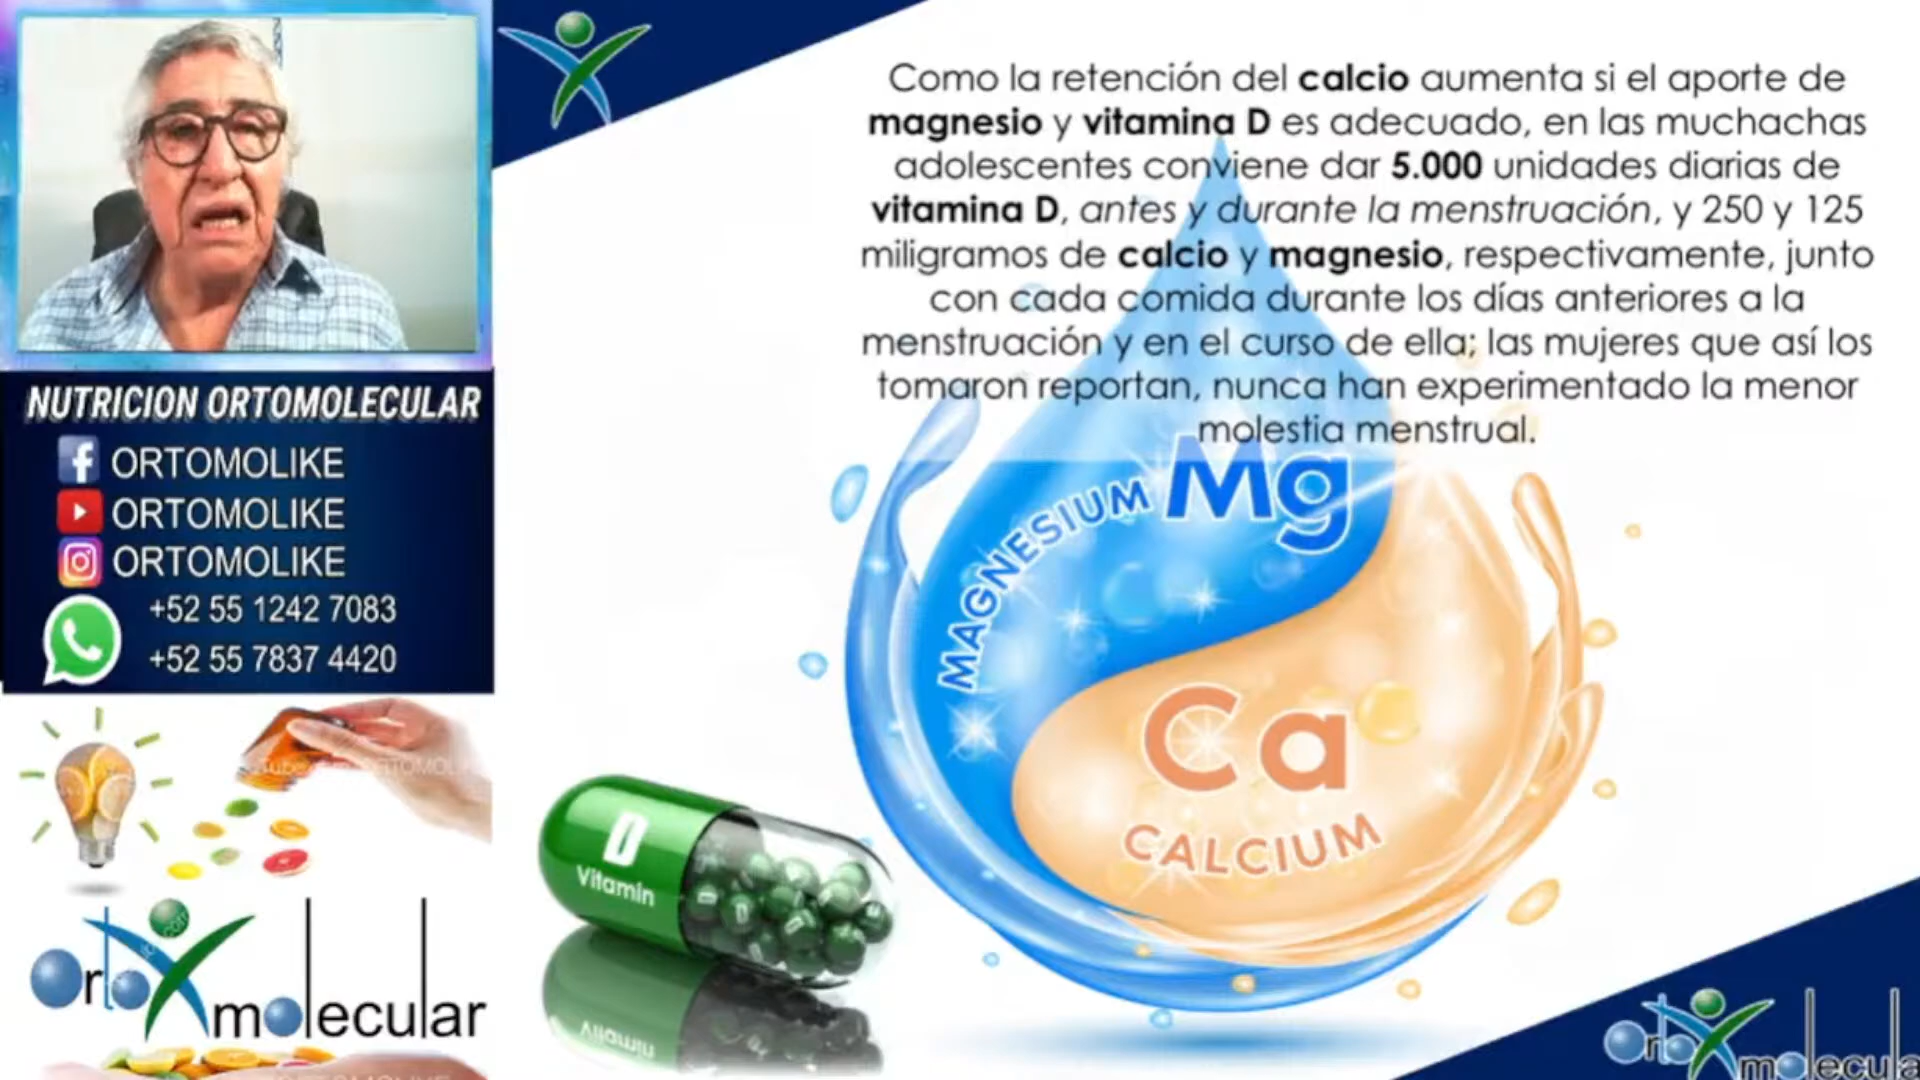 Como la retención del calcio aumenta si el aporte de
magnesio y vitamina D es adecuado, en las muchachas
adolescentes conviene dar 5.000 unidades diarias de
vitamina D, antes y durante la menstruación, y 250 y 125
miligramos de calcio y magnesio, respectivamente, junto
con cada comida durante los días anteriores a la
menstruación y en el curso de ella; las mujeres que así los
tomaron reportan, nunca han experimentado la menor
molestia menstrual.
NUTRICION ORTOMOLECULAR
ORTOMOLIKE
ORTOMOLIKE
ORTOMOLIKE
+52 55 1242 7083
+52 55 7837 4420
Mg
MAGNESIUM
Ca
CALCIUM
D
Vitamin
Ortomolecular